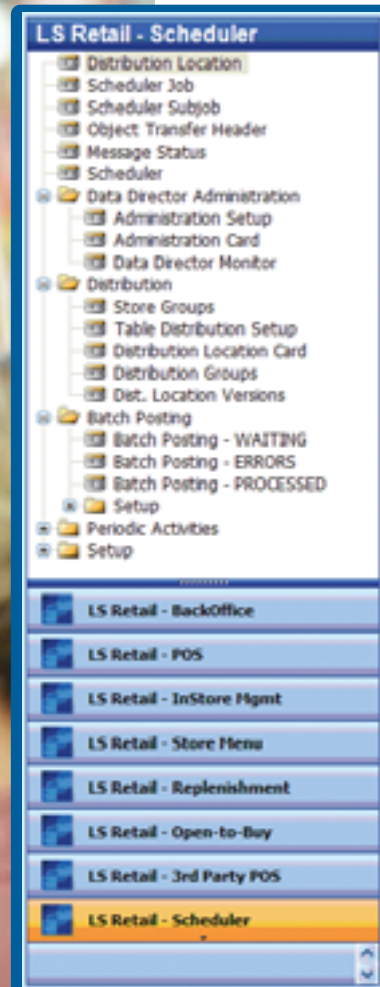 LS Retail - Scheduler
Distribution Location
Scheduler Job
Scheduler Subjob
Object Transfer Header
Message Status
Scheduler
Data Director Administration
Administration Setup
Administration Card
Data Director Monitor
Distribution
Store Groups
Table Distribution Setup
Distribution Location Card
Distribution Groups
Dist. Location Versions
Batch Posting
Batch Posting - WAITING
Batch Posting - ERRORS
Batch Posting - PROCESSED
Setup
Periodic Activities
Setup
LS Retail - BackOffice
LS Retail - POS
LS Retail - InStore Mgmt
LS Retail - Store Menu
LS Retail - Replenishment
LS Retail - Open-to-Buy
LS Retail - 3rd Party POS
LS Retail - Scheduler